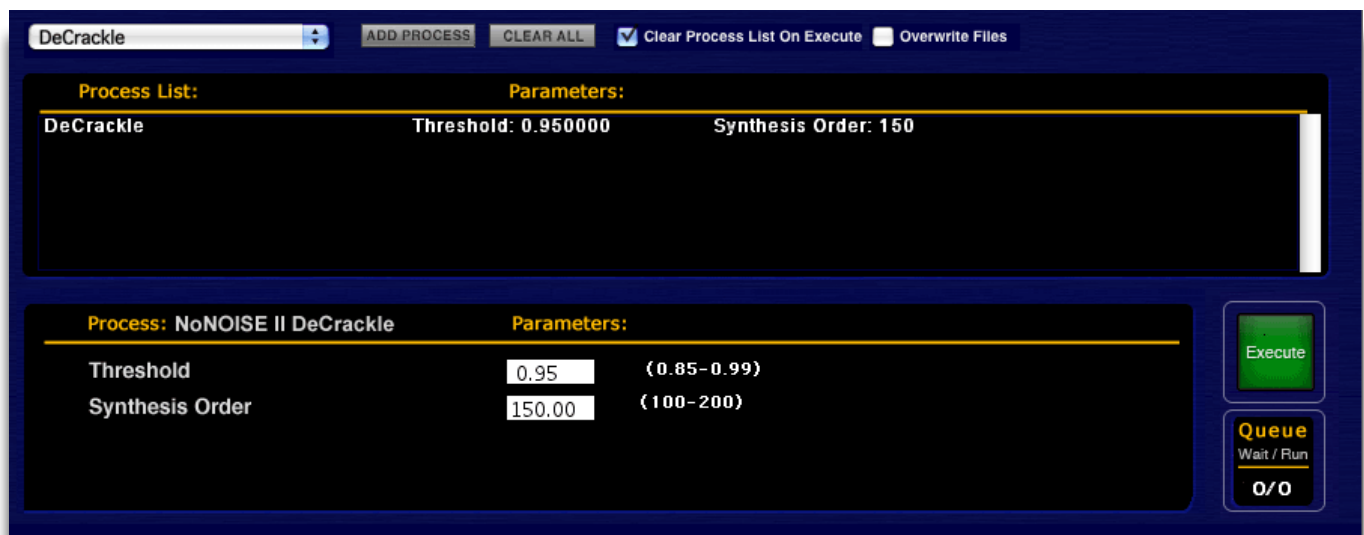 DeCrackle ADD PROCESS CLEAR ALL Clear Process List On Execute Overwrite Files
Process List: Parameters:
DeCrackle Threshold: 0.950000 Synthesis Order: 150
Process: NoNOISE II DeCrackle Parameters:
Threshold 0.95 (0.85-0.99)
Synthesis Order 150.00 (100-200)
Execute
Queue
Wait / Run
0/0